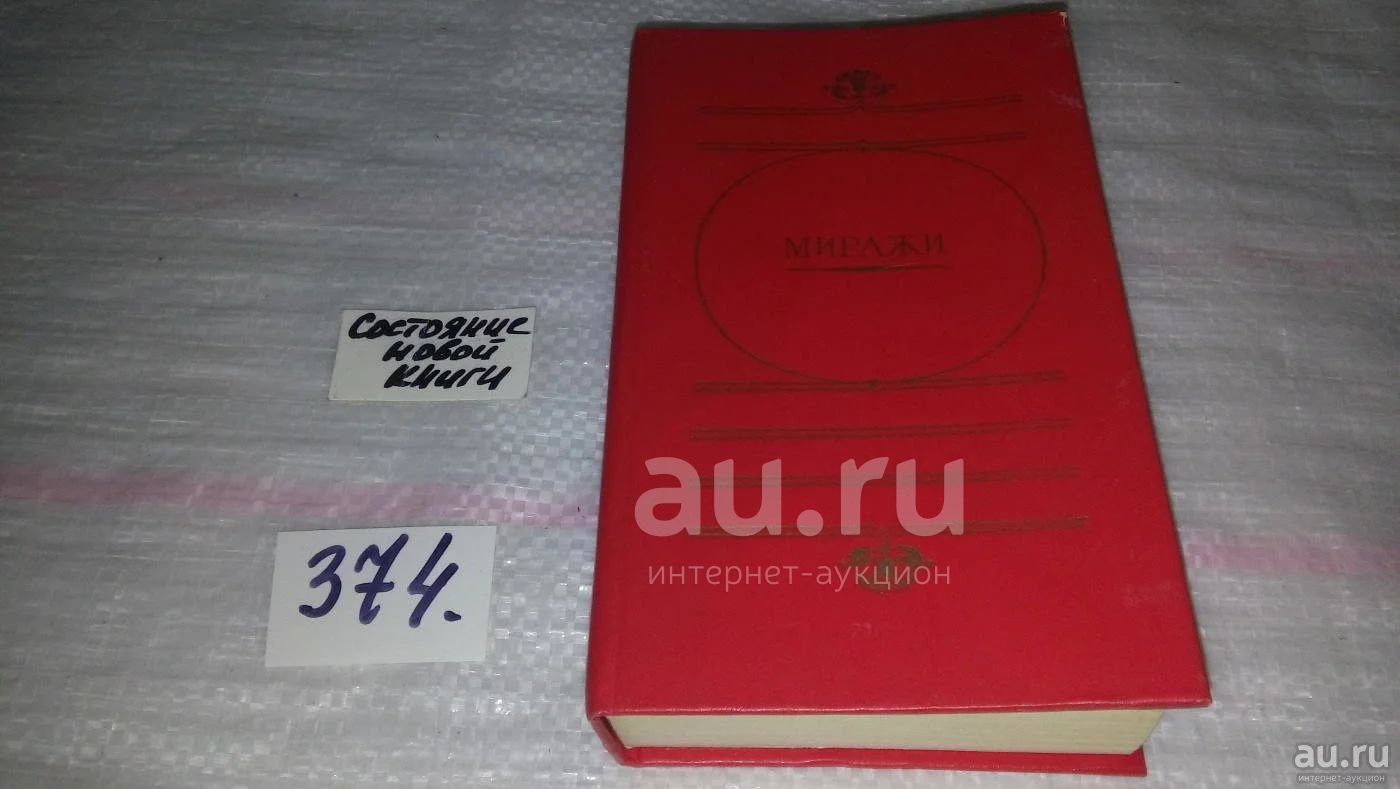 МИРАЖИ
Состояние
новой
книги
374.
au.ru
интернет-аукцион
au.ru
интернет-аукцион